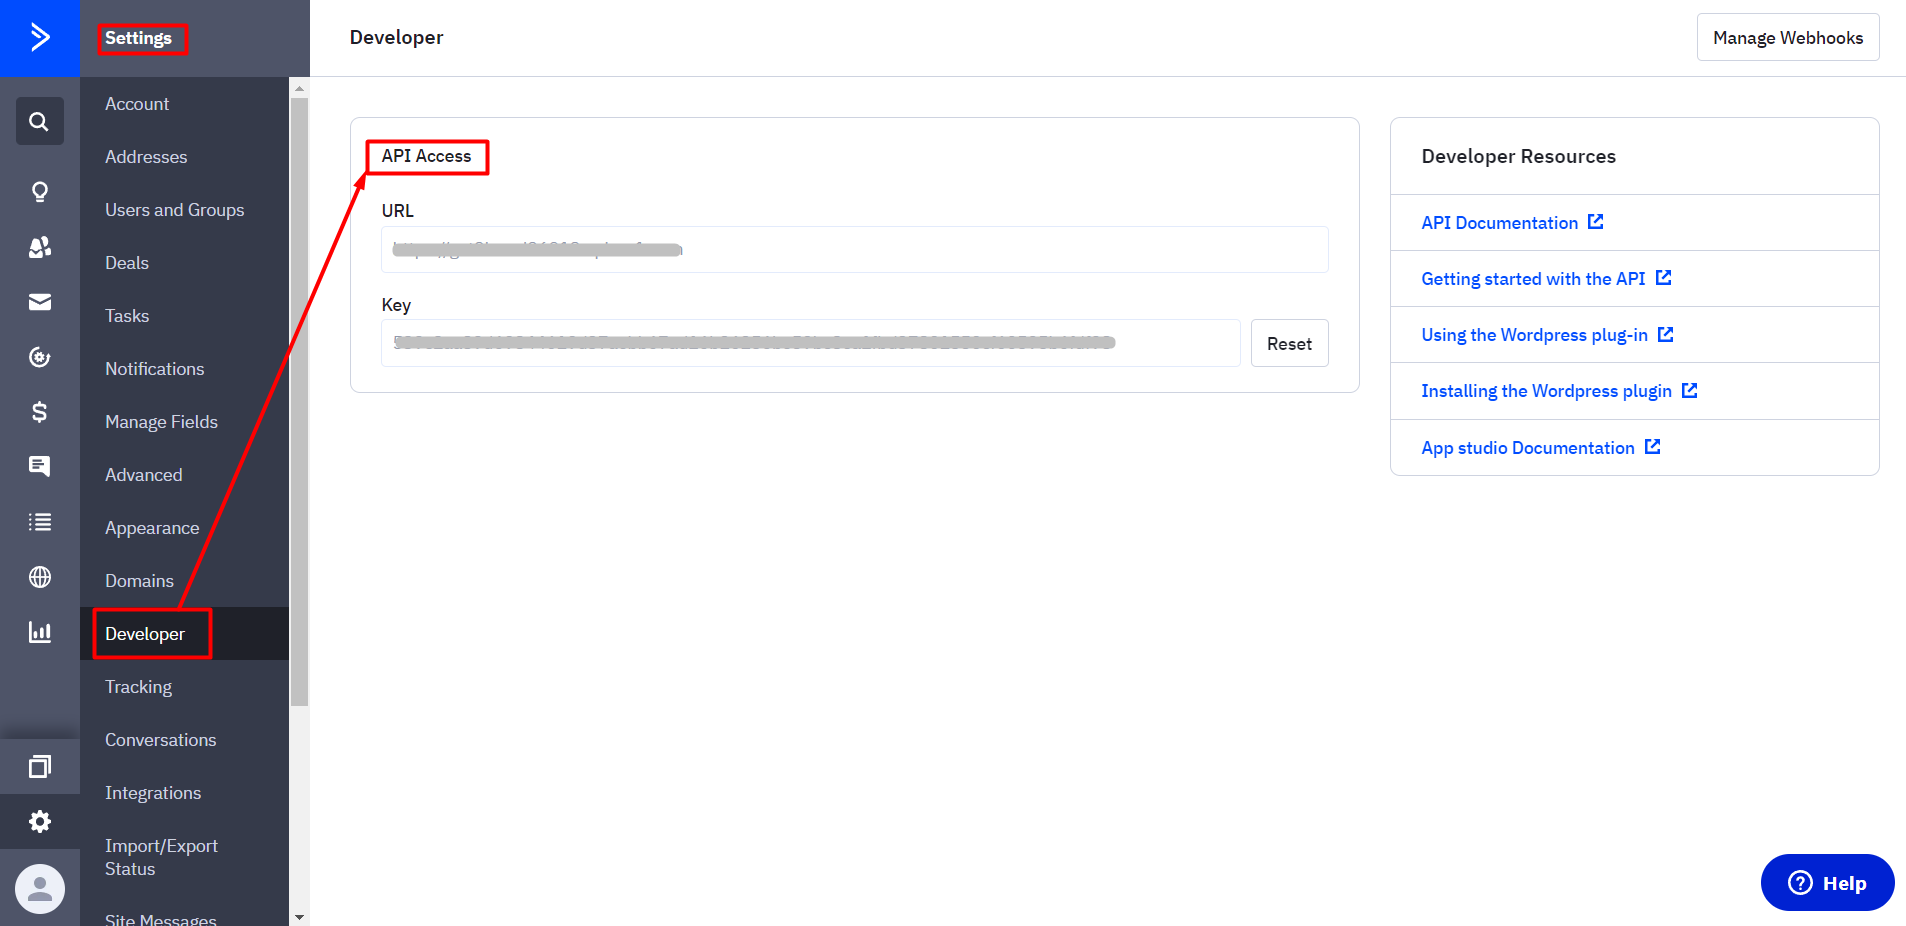 Settings
Account
Addresses
Users and Groups
Deals
Tasks
Notifications
Manage Fields
Advanced
Appearance
Domains
Developer
Tracking
Conversations
Integrations
Import/Export
Status
Site Messages
Developer
Manage Webhooks
API Access
URL
Key
Reset
Developer Resources
API Documentation
Getting started with the API
Using the Wordpress plug-in
Installing the Wordpress plugin
App studio Documentation
Help